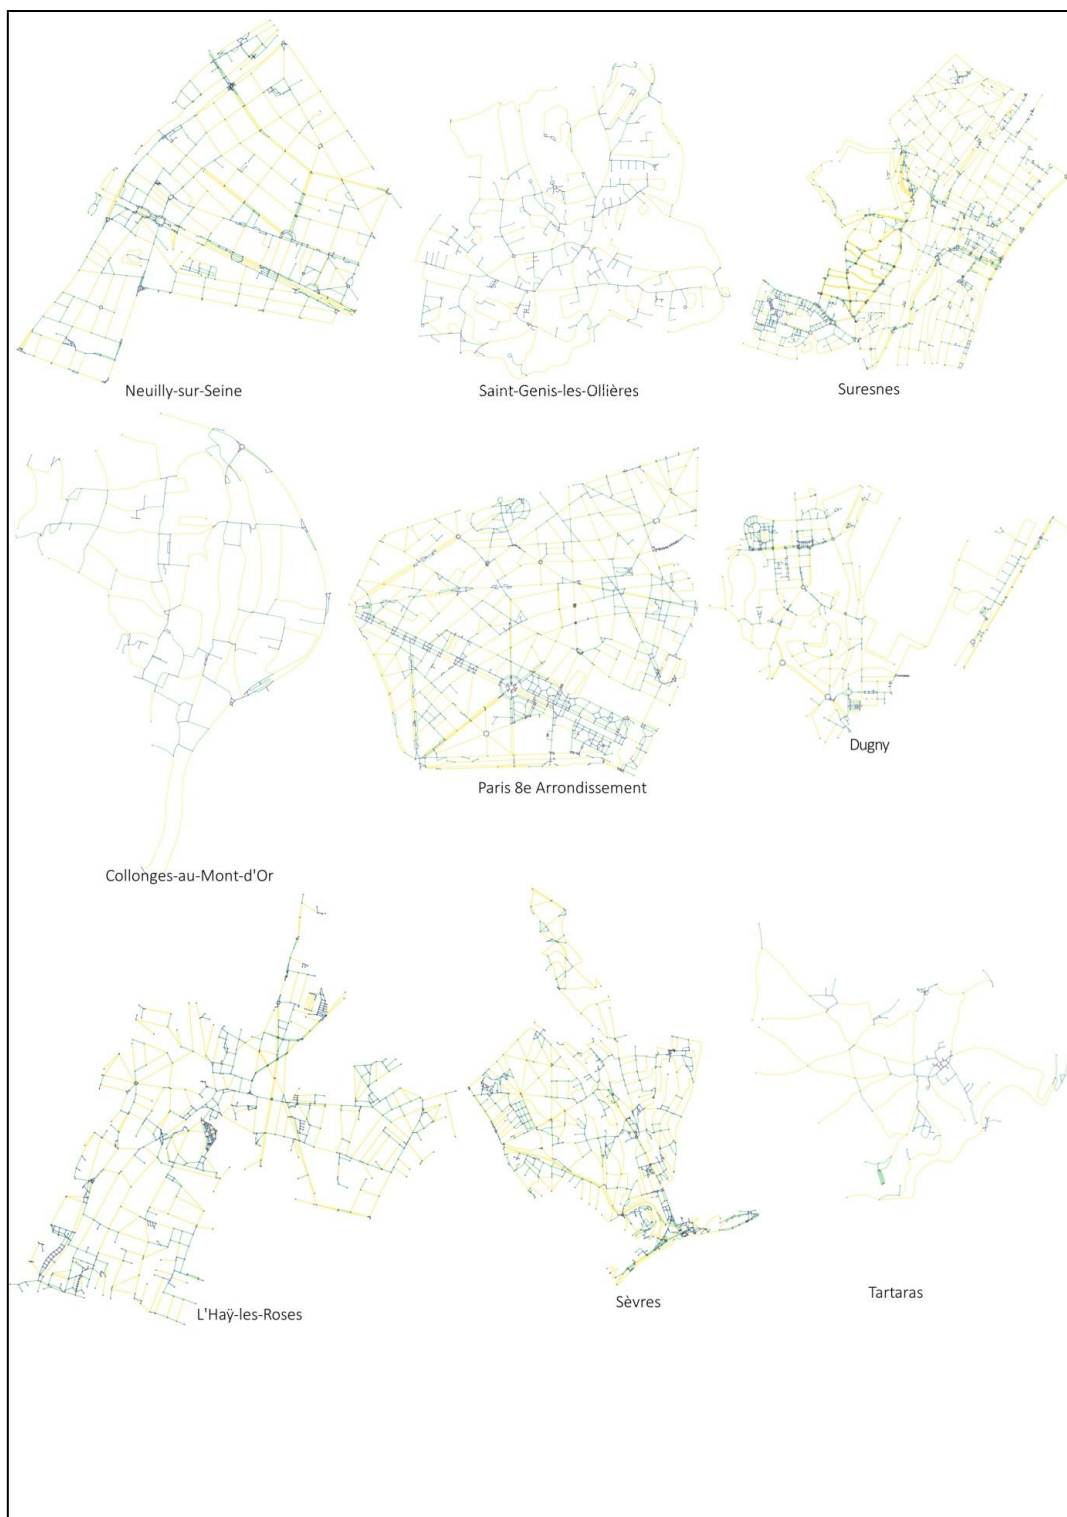 Neuilly-sur-Seine
Saint-Genis-les-Ollières
Suresnes
Collonges-au-Mont-d'Or
Paris 8e Arrondissement
Dugny
L'Haÿ-les-Roses
Sèvres
Tartaras